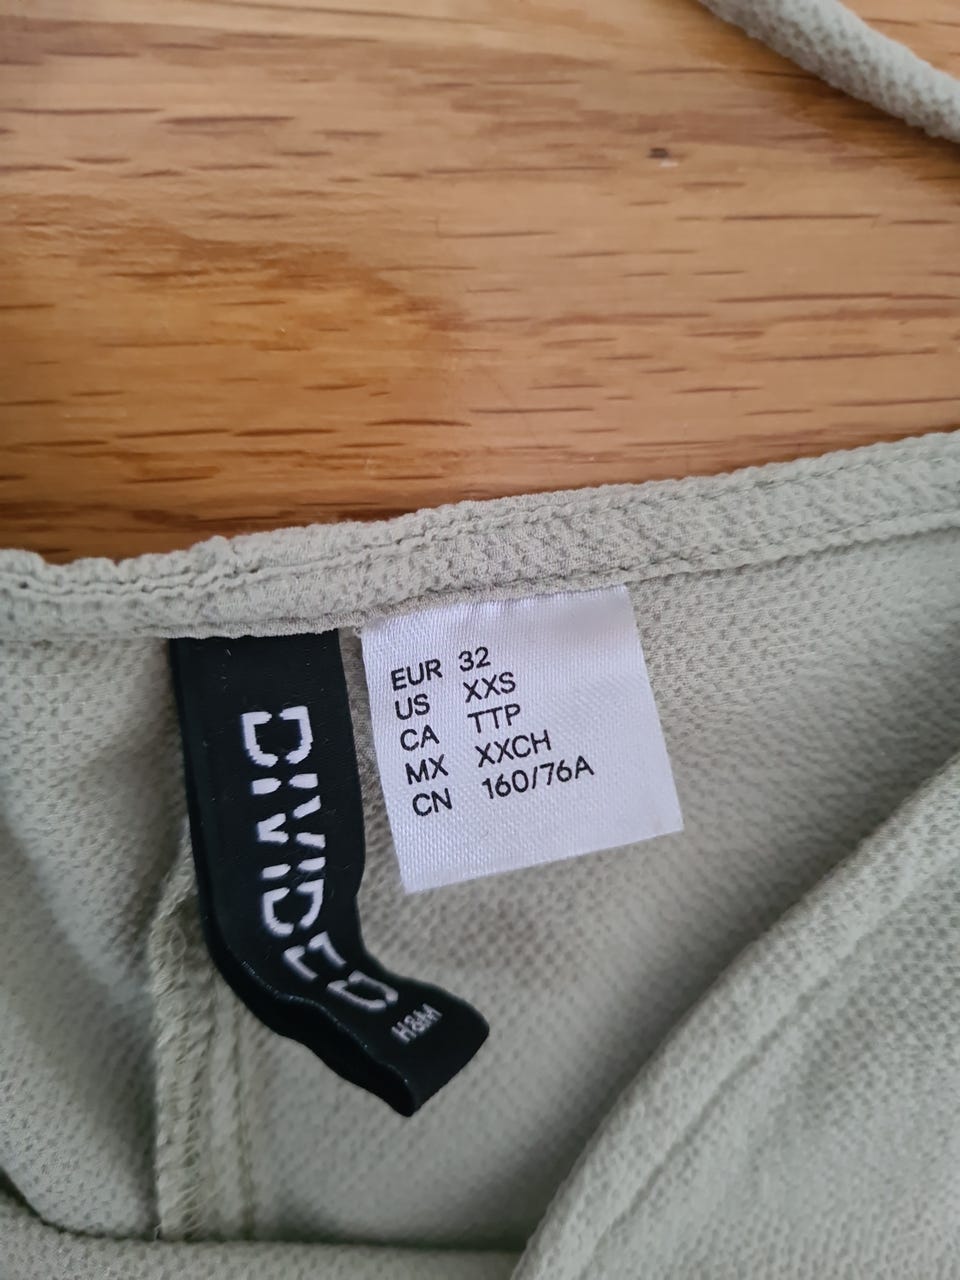 DIVIDED
H&M
EUR 32
US XXS
CA TTP
MX XXCH
CN 160/76A